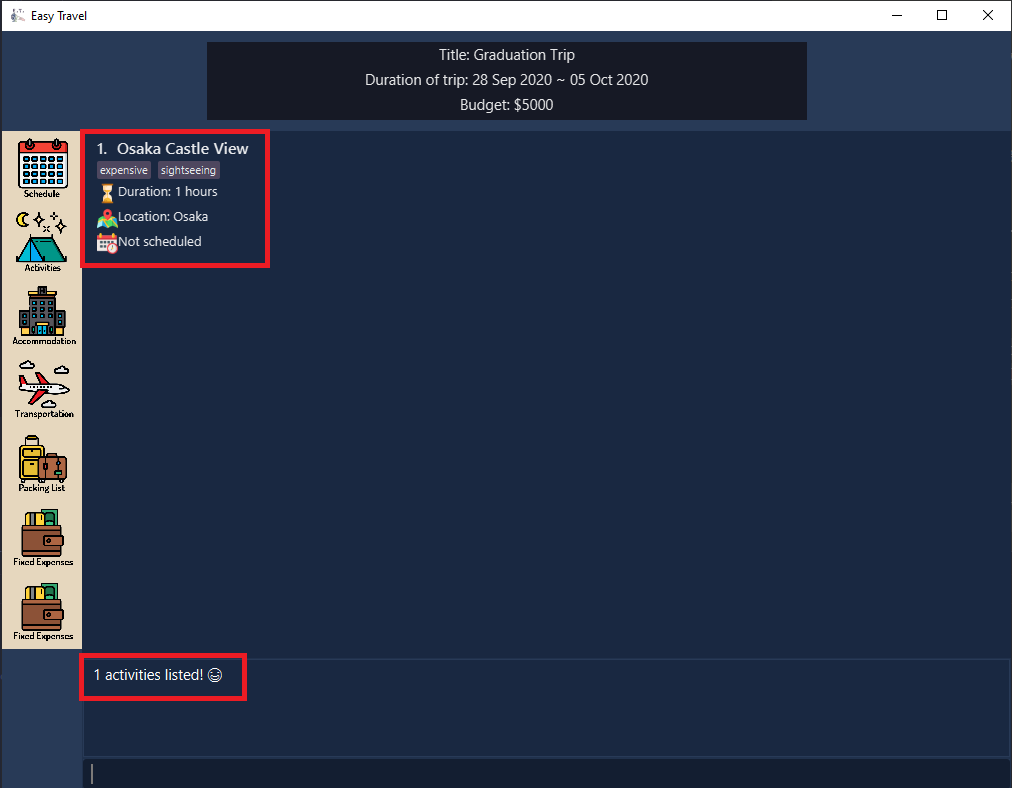 Easy Travel
Title: Graduation Trip
Duration of trip: 28 Sep 2020 ~ 05 Oct 2020
Budget: $5000
Schedule
Activities
Accommodation
Transportation
Packing List
Fixed Expenses
Fixed Expenses
1. Osaka Castle View
expensive sightseeing
Duration: 1 hours
Location: Osaka
Not scheduled
1 activities listed! 😄